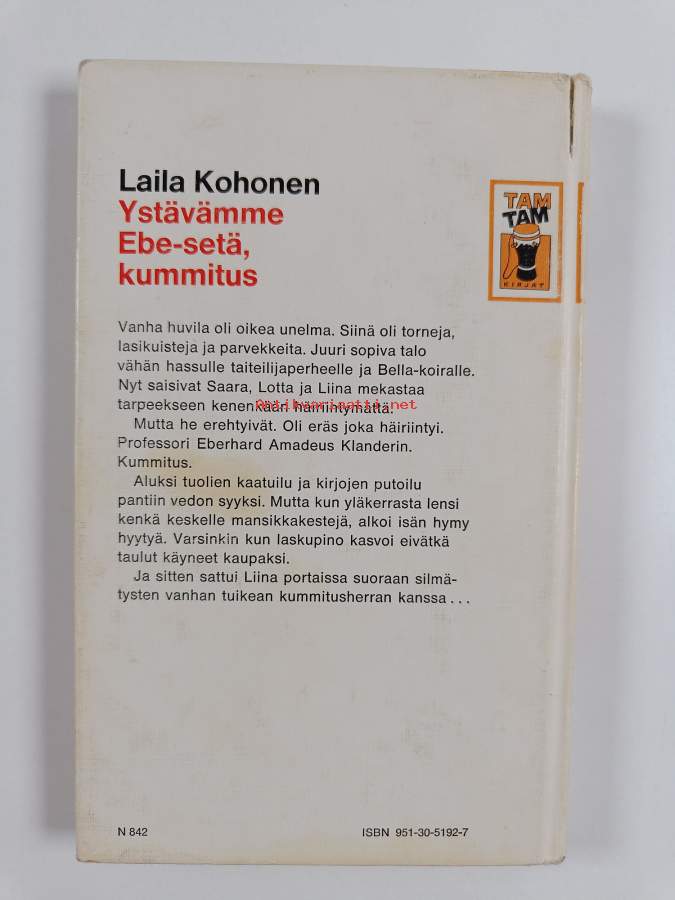 Laila Kohonen
Ystävämme
Ebe-setä,
kummitus
TAM
TAM
KIRJAT
Vanha huvila oli oikea unelma. Siinä oli torneja,
lasikuisteja ja parvekkeita. Juuri sopiva talo
vähän hassulle taiteilijaperheelle ja Bella-koiralle.
Nyt saisivat Saara, Lotta ja Liina mekastaa
tarpeekseen kenenkään häiriintymättä!
Antikvariaatti.net
Mutta he erehtyivät. Oli eräs joka häiriintyi.
Professori Eberhard Amadeus Klanderin.
Kummitus.
Aluksi tuolien kaatuilu ja kirjojen putoilu
pantiin vedon syyksi. Mutta kun yläkerrasta lensi
kenkä keskelle mansikkakestejä, alkoi isän hymy
hyytyä. Varsinkin kun laskupino kasvoi eivätkä
taulut käyneet kaupaksi.
Ja sitten sattui Liina portaissa suoraan silmä-
tysten vanhan tuikean kummitusherran kanssa...
N 842
ISBN 951-30-5192-7